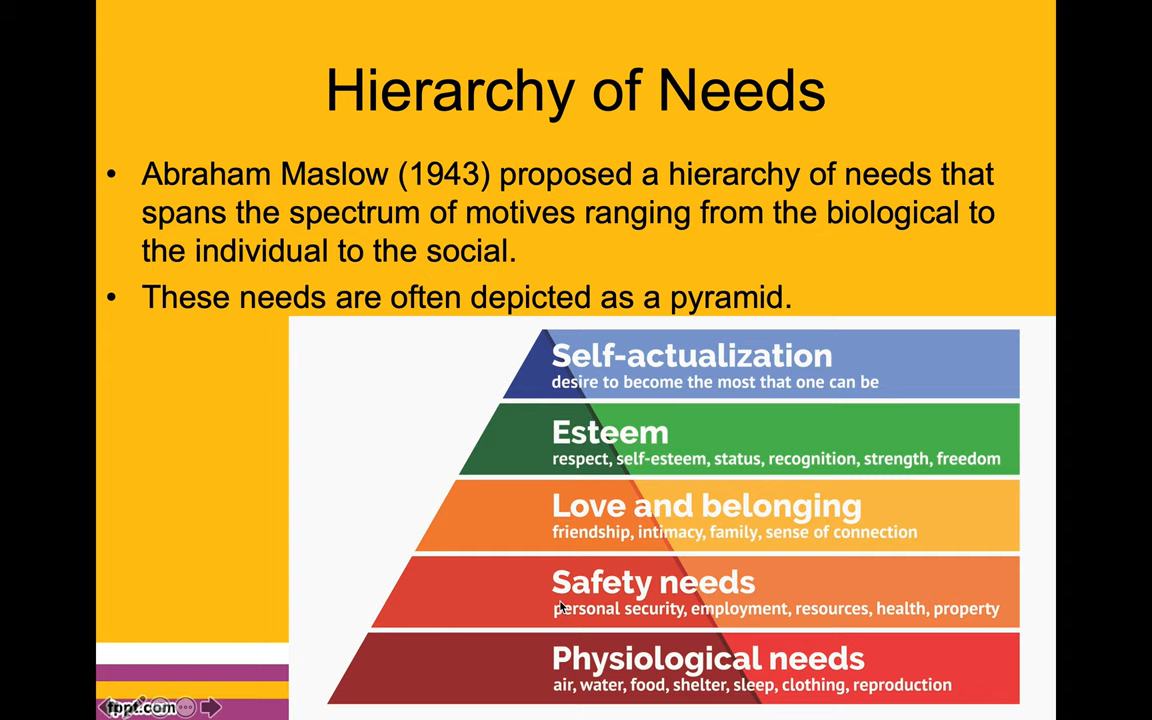 Hierarchy of Needs
• Abraham Maslow (1943) proposed a hierarchy of needs that
spans the spectrum of motives ranging from the biological to
the individual to the social.
• These needs are often depicted as a pyramid.
Self-actualization
desire to become the most that one can be
Esteem
respect, self-esteem, status, recognition, strength, freedom
Love and belonging
friendship, intimacy, family, sense of connection
Safety needs
personal security, employment, resources, health, property
Physiological needs
air, water, food, shelter, sleep, clothing, reproduction
fppt.com